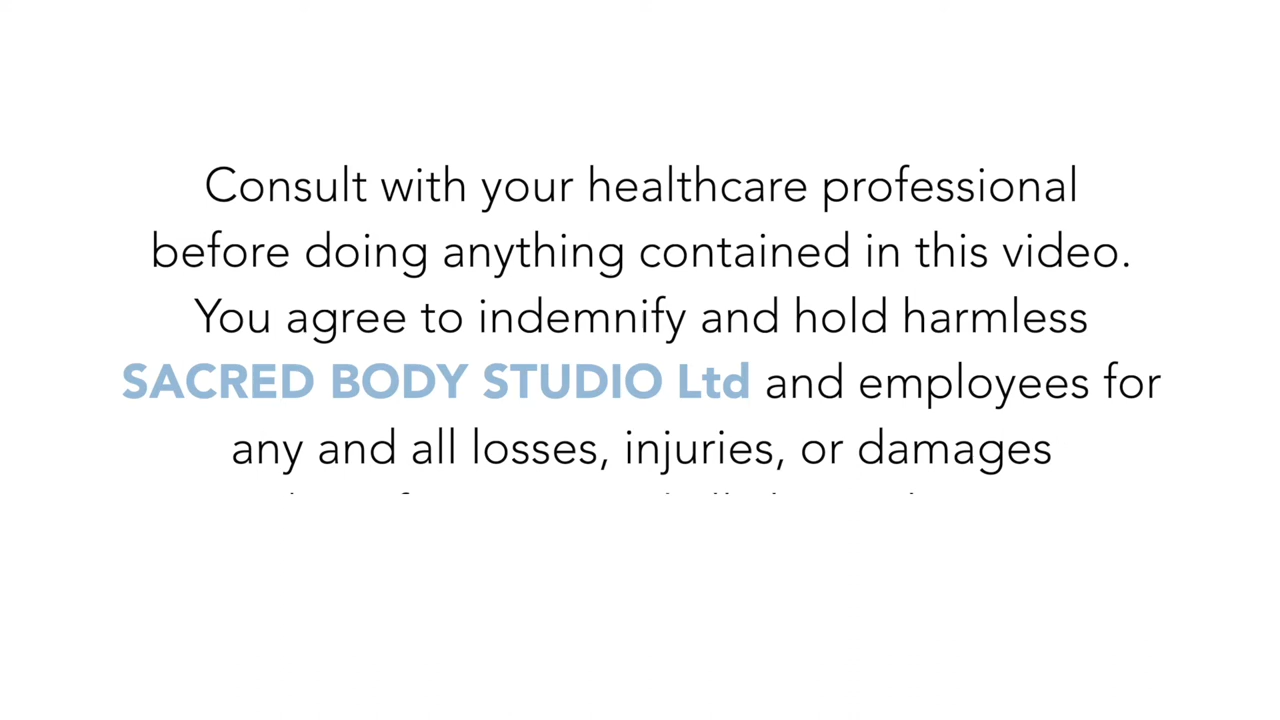 Consult with your healthcare professional
before doing anything contained in this video.
You agree to indemnify and hold harmless
SACRED BODY STUDIO Ltd and employees for
any and all losses, injuries, or damages